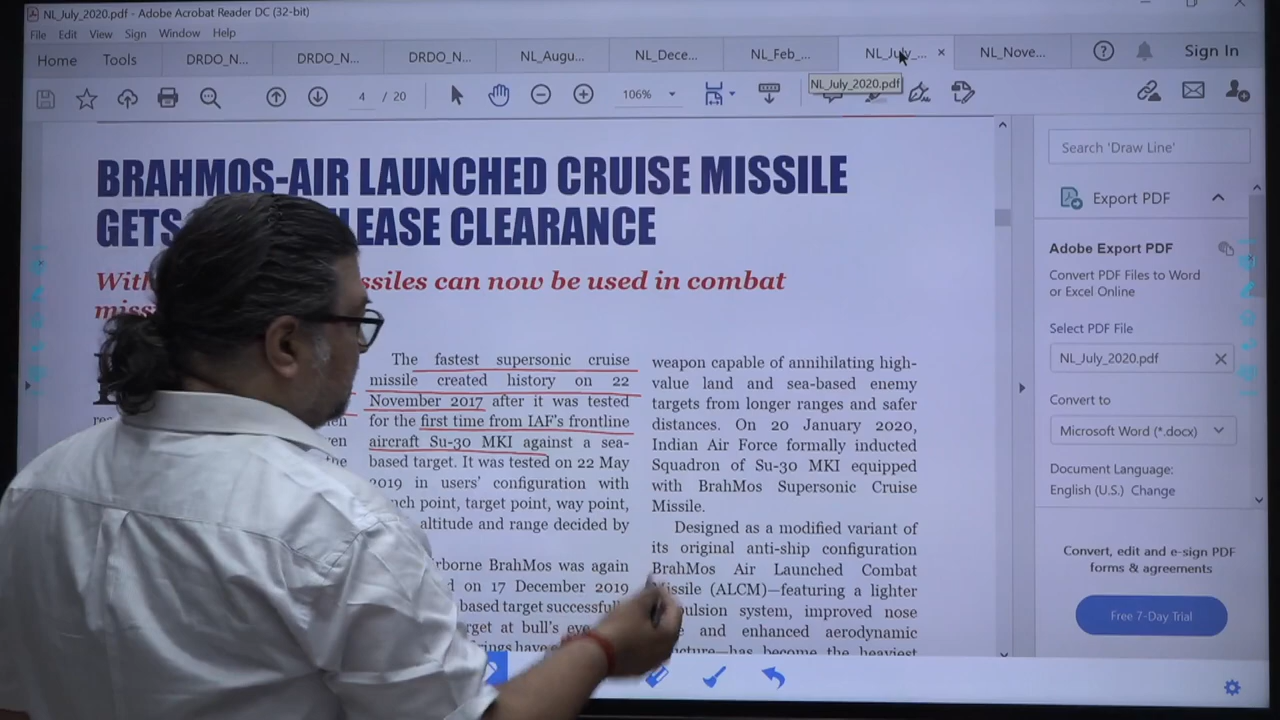 NL_July_2020.pdf - Adobe Acrobat Reader DC (32-bit)
File Edit View Sign Window Help
Home Tools DRDO_N... DRDO_N... DRDO_N... NL_Augu... NL_Dece... NL_Feb_... NL_July_... NL_Nove... Sign In
4 / 20 106%
NL_July_2020.pdf
BRAHMOS-AIR LAUNCHED CRUISE MISSILE
GETS LEASE CLEARANCE
With ssiles can now be used in combat
The fastest supersonic cruise
missile created history on 22
November 2017 after it was tested
for the first time from IAF's frontline
aircraft Su-30 MKI against a sea-
based target. It was tested on 22 May
2019 in users' configuration with
point, target point, way point,
altitude and range decided by
BrahMos was again
on 17 December 2019
based target
at bull's
weapon capable of annihilating high-
value land and sea-based enemy
targets from longer ranges and safer
distances. On 20 January 2020,
Indian Air Force formally inducted
Squadron of Su-30 MKI equipped
with BrahMos Supersonic Cruise
Missile.
Designed as a modified variant of
its original anti-ship configuration
BrahMos Air Launched Combat
Missile (ALCM)—featuring a lighter
system, improved nose
and enhanced aerodynamic
has become the heaviest
Search 'Draw Line'
Export PDF
Adobe Export PDF
Convert PDF Files to Word
or Excel Online
Select PDF File
NL_July_2020.pdf
Convert to
Microsoft Word (*.docx)
Document Language:
English (U.S.) Change
Convert, edit and e-sign PDF
forms & agreements
Free 7-Day Trial